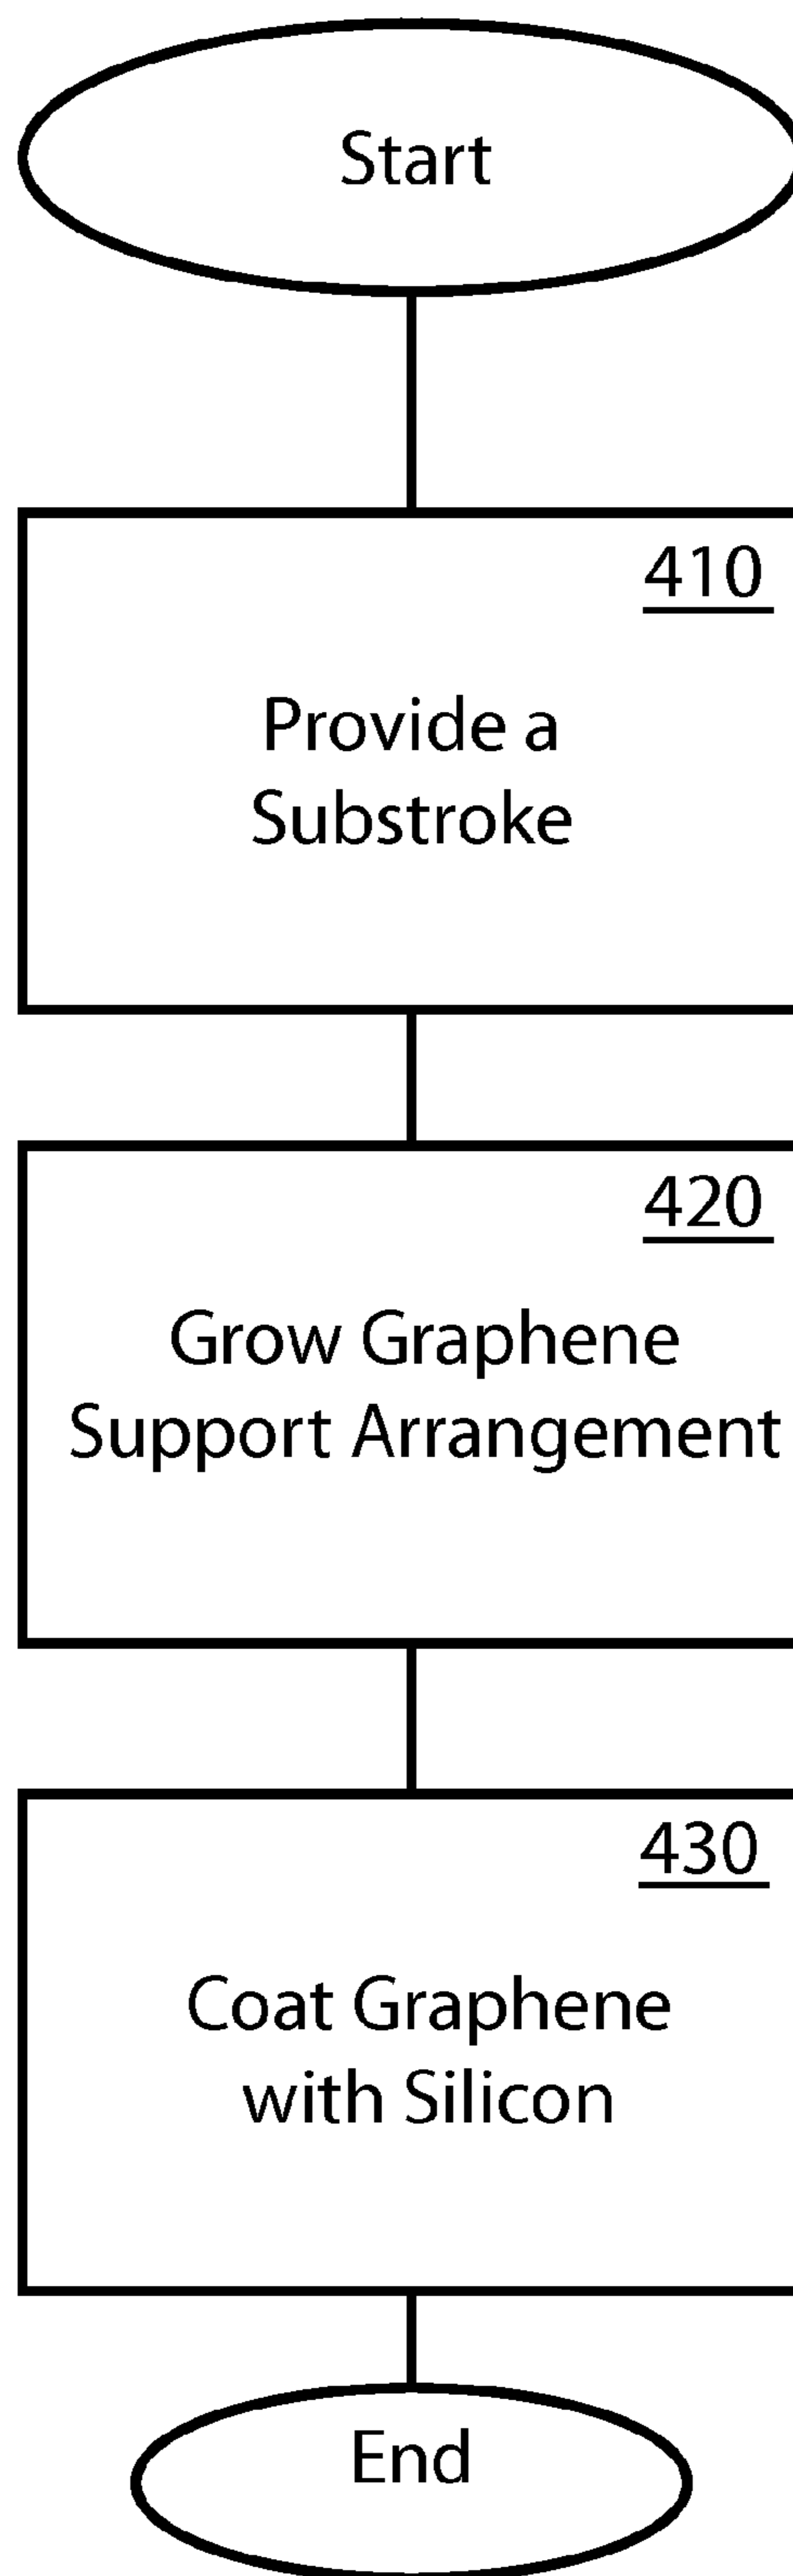 Start
410
Provide a
Substroke
420
Grow Graphene
Support Arrangement
430
Coat Graphene
with Silicon
End